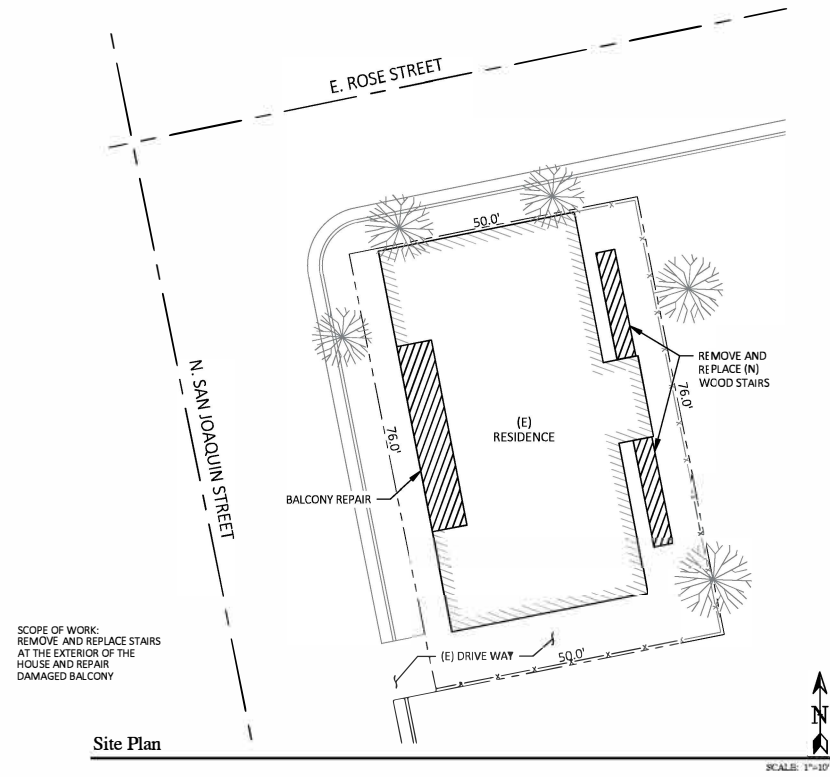 E. ROSE STREET
50.0'
N. SAN JOAQUIN STREET
76.0'
REMOVE AND
REPLACE (N)
WOOD STAIRS
76.0'
(E)
RESIDENCE
BALCONY REPAIR
SCOPE OF WORK:
REMOVE AND REPLACE STAIRS
AT THE EXTERIOR OF THE
HOUSE AND REPAIR
DAMAGED BALCONY
(E) DRIVE WAY
50.0'
N
Site Plan
SCALE: 1"=10'